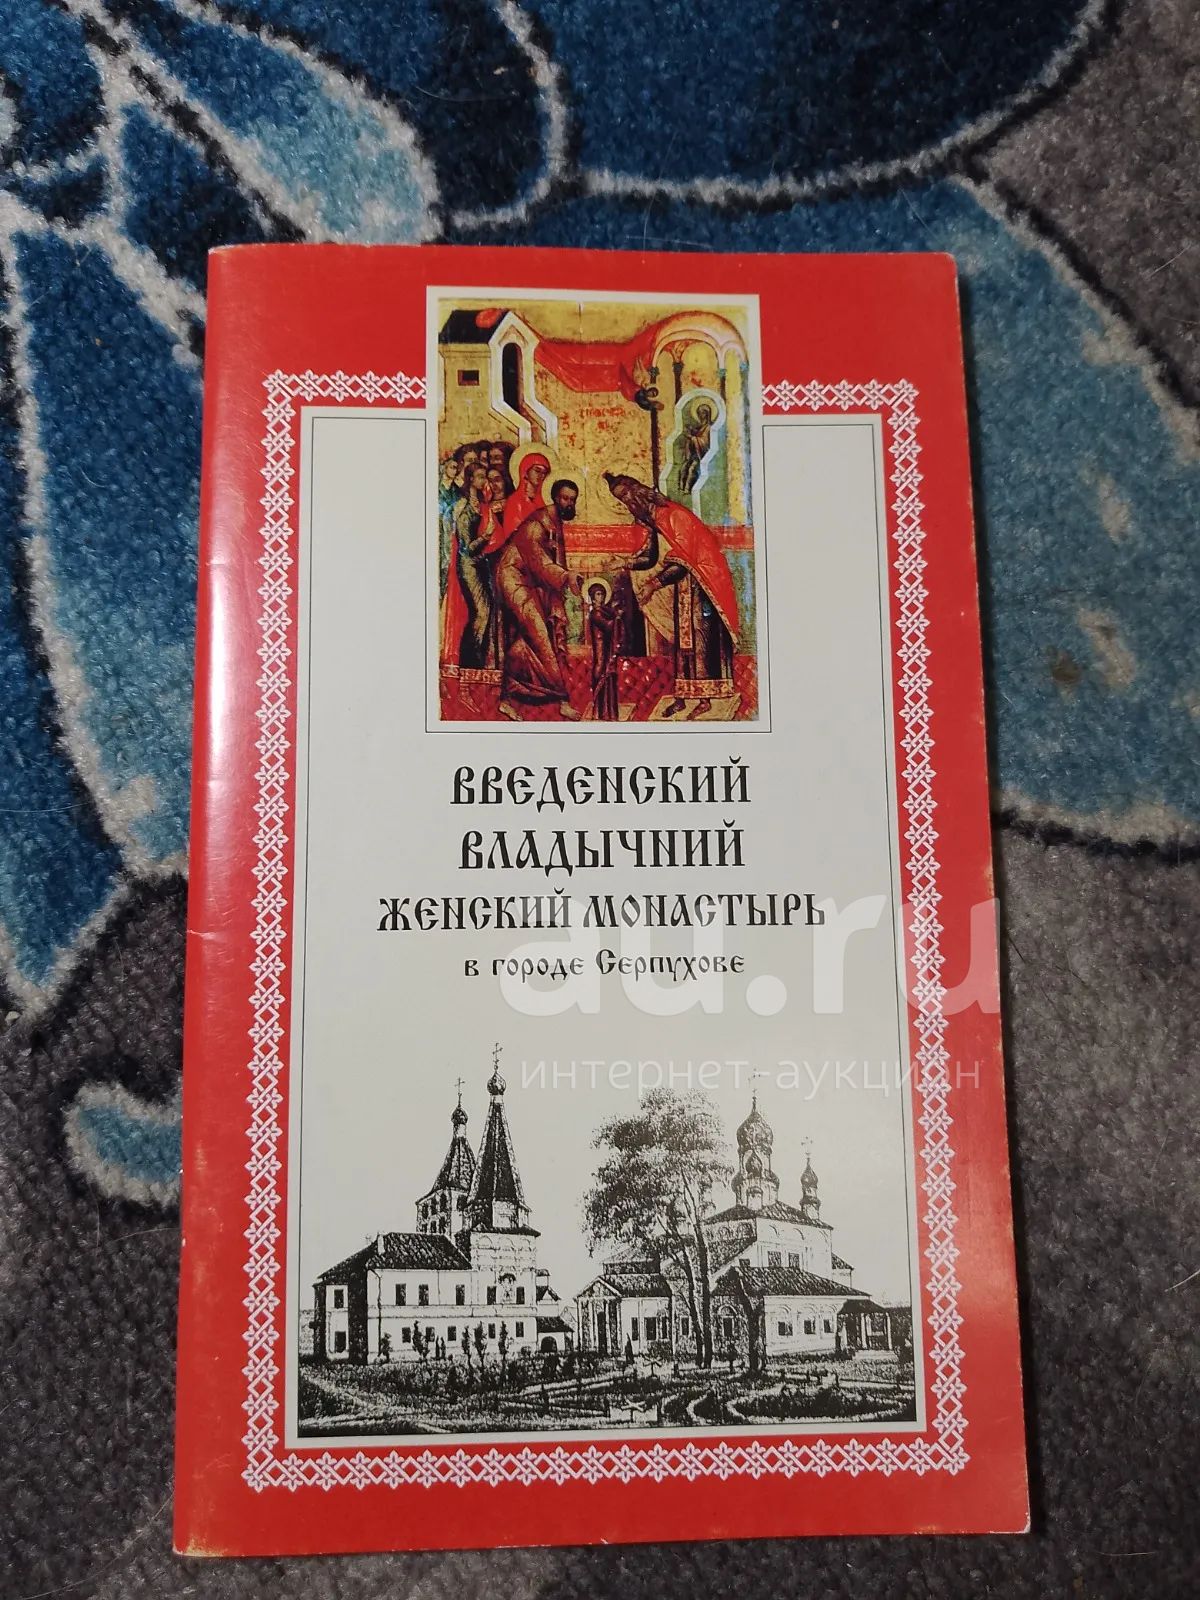 ВВЕДЕНСКИЙ
ВЛАДЫЧНИЙ
ЖЕНСКИЙ МОНАСТЫРЬ
в городе Серпухове
au.ru
интернет-аукцион